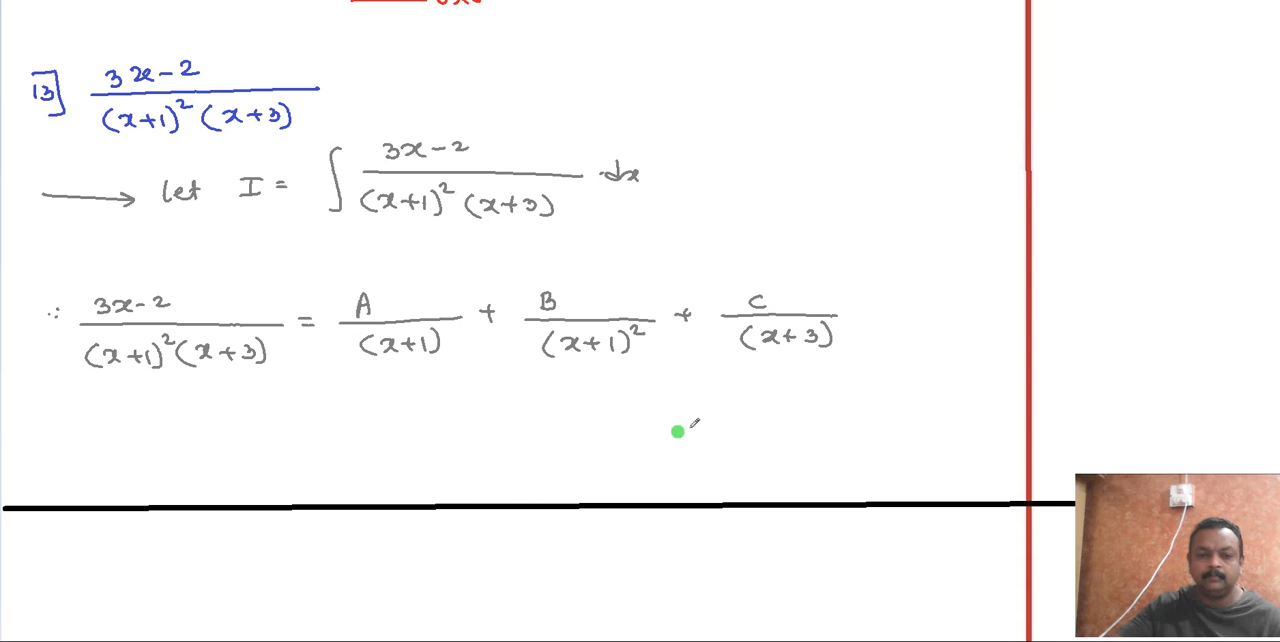 13] 3x-2 / (x+1)² (x+3)
→ let I = ∫ 3x-2 / (x+1)² (x+3) dx
∴ 3x-2 / (x+1)² (x+3) = A / (x+1) + B / (x+1)² + C / (x+3)